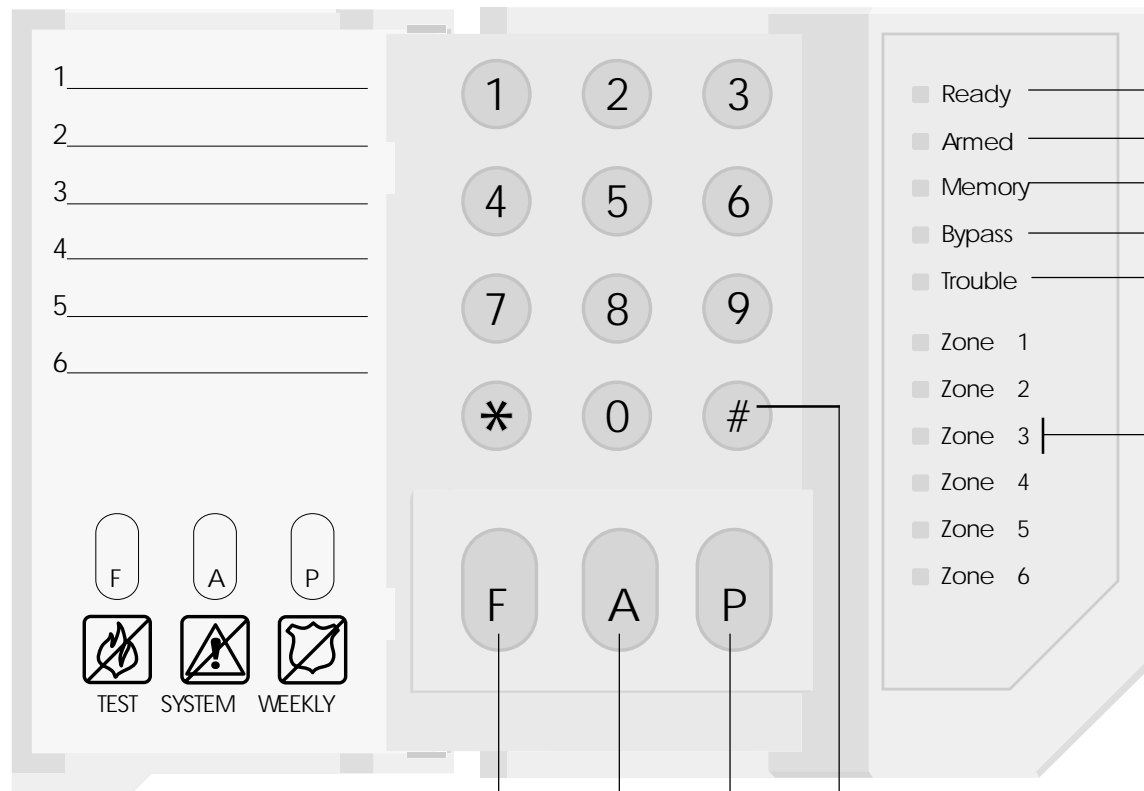 1
2
3
4
5
6
F A P
TEST SYSTEM WEEKLY
1 2 3
4 5 6
7 8 9
* 0 #
F A P
Ready
Armed
Memory
Bypass
Trouble
Zone 1
Zone 2
Zone 3
Zone 4
Zone 5
Zone 6